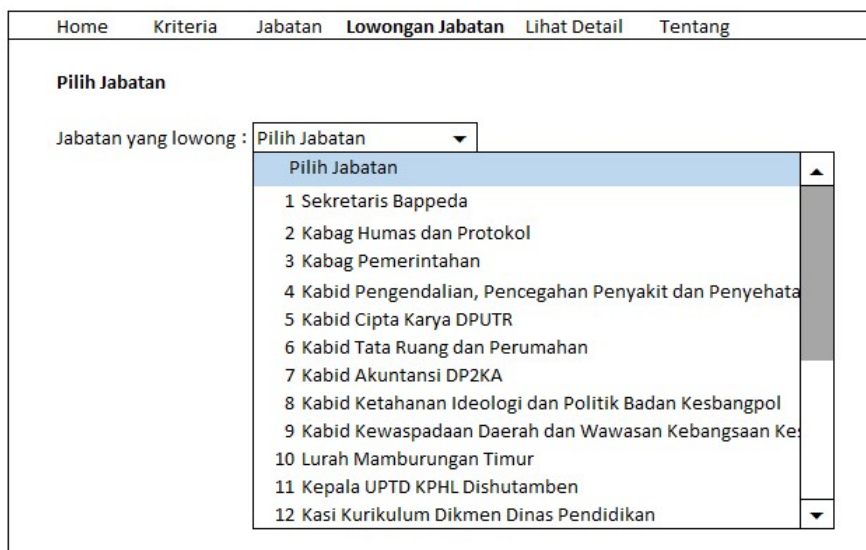 Home Kriteria Jabatan Lowongan Jabatan Lihat Detail Tentang
Pilih Jabatan
Jabatan yang lowong : Pilih Jabatan
Pilih Jabatan
1 Sekretaris Bappeda
2 Kabag Humas dan Protokol
3 Kabag Pemerintahan
4 Kabid Pengendalian, Pencegahan Penyakit dan Penyehata
5 Kabid Cipta Karya DPUTR
6 Kabid Tata Ruang dan Perumahan
7 Kabid Akuntansi DP2KA
8 Kabid Ketahanan Ideologi dan Politik Badan Kesbangpol
9 Kabid Kewaspadaan Daerah dan Wawasan Kebangsaan Kes
10 Lurah Mamburungan Timur
11 Kepala UPTD KPHL Dishutamben
12 Kasi Kurikulum Dikmen Dinas Pendidikan